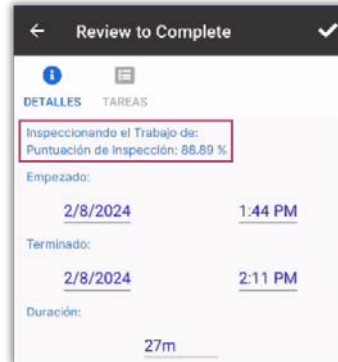 Review to Complete
DETALLES TAREAS
Inspeccionando el Trabajo de:
Puntuación de Inspección: 88.89 %
Empezado:
2/8/2024 1:44 PM
Terminado:
2/8/2024 2:11 PM
Duración:
27m